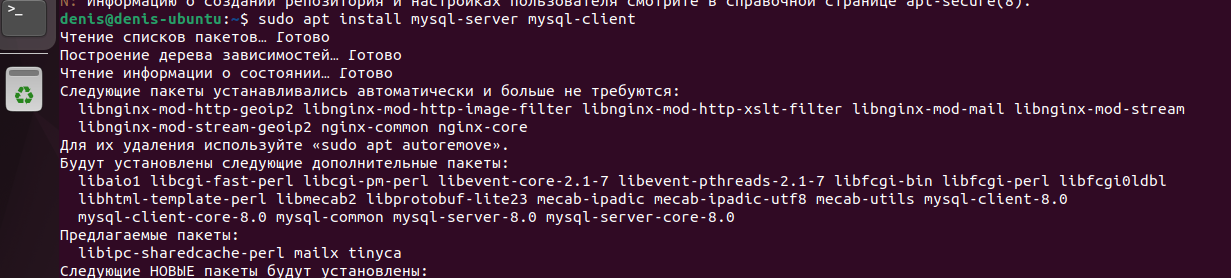 N: Информацию о создании репозитория и настройках пользователя смотрите в справочной странице apt-secure(8).
denis@denis-ubuntu:~$ sudo apt install mysql-server mysql-client
Чтение списков пакетов… Готово
Построение дерева зависимостей… Готово
Чтение информации о состоянии… Готово
Следующие пакеты устанавливались автоматически и больше не требуются:
libnginx-mod-http-geoip2 libnginx-mod-http-image-filter libnginx-mod-http-xslt-filter libnginx-mod-mail libnginx-mod-stream
libnginx-mod-stream-geoip2 nginx-common nginx-core
Для их удаления используйте «sudo apt autoremove».
Будут установлены следующие дополнительные пакеты:
libaio1 libcgi-fast-perl libcgi-pm-perl libevent-core-2.1-7 libevent-pthreads-2.1-7 libfcgi-bin libfcgi-perl libfcgi0ldbl
libhtml-template-perl libmecab2 libprotobuf-lite23 mecab-ipadic mecab-ipadic-utf8 mecab-utils mysql-client-8.0
mysql-client-core-8.0 mysql-common mysql-server-8.0 mysql-server-core-8.0
Предлагаемые пакеты:
libipc-sharedcache-perl mailx tinyca
Следующие НОВЫЕ пакеты будут установлены: